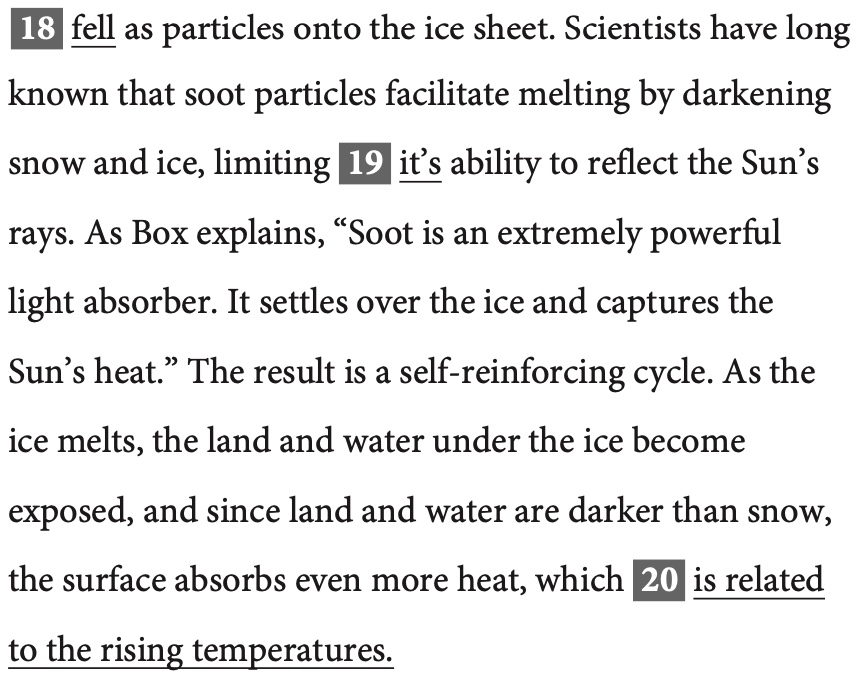 18 fell as particles onto the ice sheet. Scientists have long
known that soot particles facilitate melting by darkening
snow and ice, limiting 19 it’s ability to reflect the Sun’s
rays. As Box explains, “Soot is an extremely powerful
light absorber. It settles over the ice and captures the
Sun’s heat.” The result is a self-reinforcing cycle. As the
ice melts, the land and water under the ice become
exposed, and since land and water are darker than snow,
the surface absorbs even more heat, which 20 is related
to the rising temperatures.